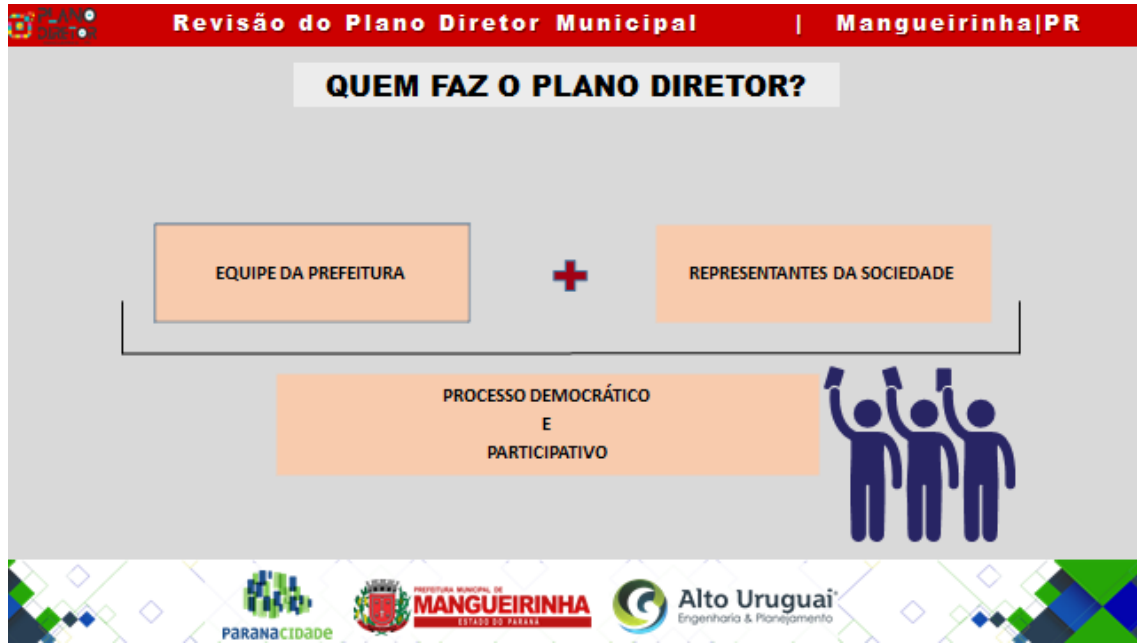 PLANO
DIRETOR
Revisão do Plano Diretor Municipal | Mangueirinha|PR
QUEM FAZ O PLANO DIRETOR?
EQUIPE DA PREFEITURA
REPRESENTANTES DA SOCIEDADE
PROCESSO DEMOCRÁTICO
E
PARTICIPATIVO
PARANACIDADE
PREFEITURA MUNICIPAL DE
MANGUEIRINHA
ESTADO DO PARANÁ
Alto Uruguai
Engenharia & Planejamento